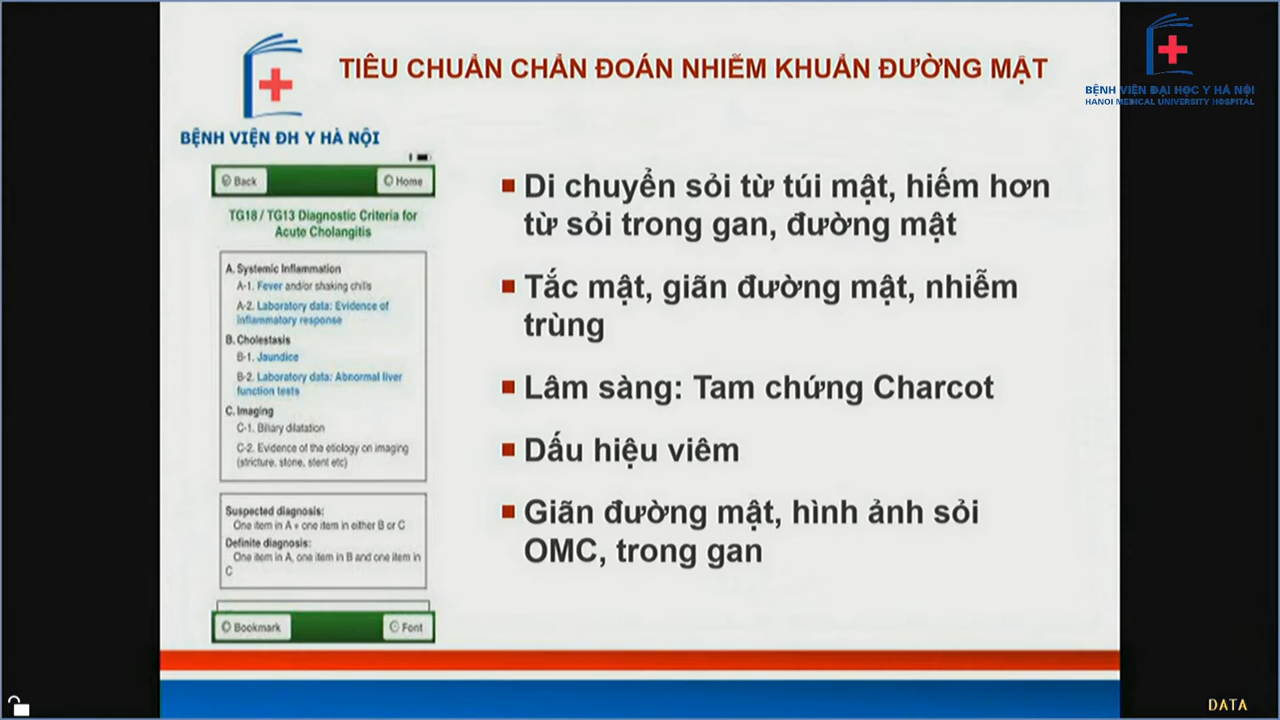 TIÊU CHUẨN CHẨN ĐOÁN NHIỄM KHUẨN ĐƯỜNG MẬT
BỆNH VIỆN ĐH Y HÀ NỘI
BỆNH VIỆN ĐẠI HỌC Y HÀ NỘI
HANOI MEDICAL UNIVERSITY HOSPITAL
Back
Home
TG18 / TG13 Diagnostic Criteria for
Acute Cholangitis
A. Systemic Inflammation
A-1. Fever and/or shaking chills
A-2. Laboratory data: Evidence of
inflammatory response
B. Cholestasis
B-1. Jaundice
B-2. Laboratory data: Abnormal liver
function tests
C. Imaging
C-1. Biliary dilatation
C-2. Evidence of the etiology on imaging
(stricture, stone, stent etc)
Suspected diagnosis:
One item in A + one item in either B or C
Definite diagnosis:
One item in A, one item in B and one item in
C
Bookmark
Font
Di chuyển sỏi từ túi mật, hiếm hơn
từ sỏi trong gan, đường mật
Tắc mật, giãn đường mật, nhiễm
trùng
Lâm sàng: Tam chứng Charcot
Dấu hiệu viêm
Giãn đường mật, hình ảnh sỏi
OMC, trong gan
DATA